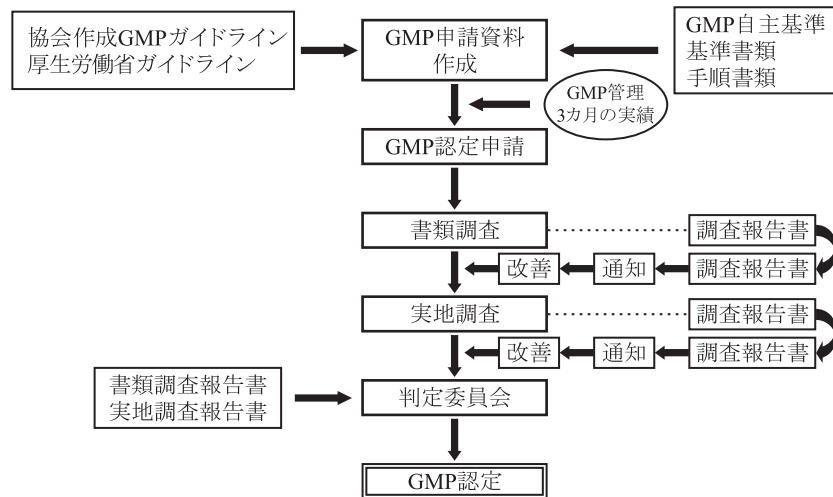 協会作成GMPガイドライン
厚生労働省ガイドライン
GMP申請資料
作成
GMP自主基準
基準書類
手順書類
GMP管理
3カ月の実績
GMP認定申請
書類調査
調査報告書
改善
通知
調査報告書
実地調査
調査報告書
改善
通知
調査報告書
書類調査報告書
実地調査報告書
判定委員会
GMP認定